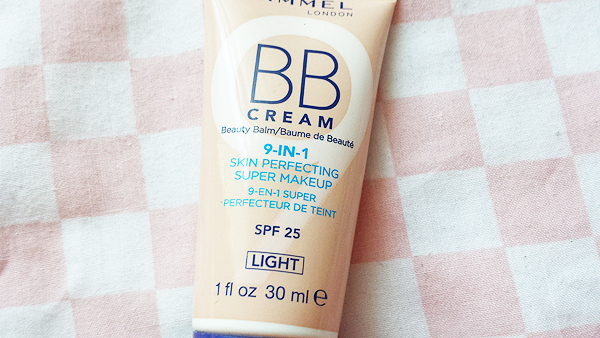 LONDON
BB
CREAM
Beauty Balm/Baume de Beauté
9-IN-1
SKIN PERFECTING
SUPER MAKEUP
9-EN-1 SUPER
PERFECTEUR DE TEINT
SPF 25
LIGHT
1 fl oz 30 ml e